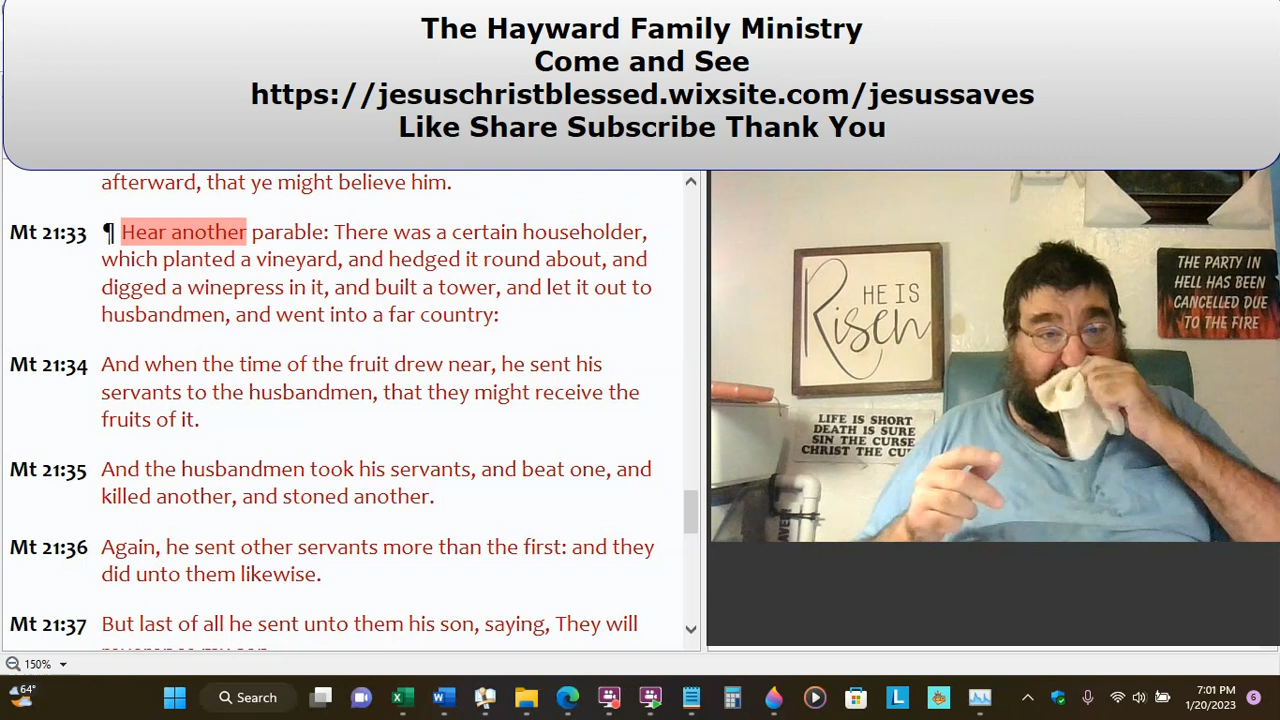 The Hayward Family Ministry
Come and See
https://jesuschristblessed.wixsite.com/jesussaves
Like Share Subscribe Thank You
afterward, that ye might believe him.
Mt 21:33 ¶ Hear another parable: There was a certain householder,
which planted a vineyard, and hedged it round about, and
digged a winepress in it, and built a tower, and let it out to
husbandmen, and went into a far country:
Mt 21:34 And when the time of the fruit drew near, he sent his
servants to the husbandmen, that they might receive the
fruits of it.
Mt 21:35 And the husbandmen took his servants, and beat one, and
killed another, and stoned another.
Mt 21:36 Again, he sent other servants more than the first: and they
did unto them likewise.
Mt 21:37 But last of all he sent unto them his son, saying, They will
HE IS
Risen
THE PARTY IN
HELL HAS BEEN
CANCELLED DUE
TO THE FIRE
LIFE IS SHORT
DEATH IS SURE
SIN THE CURSE
CHRIST THE CU
150%
64°
Search
7:01 PM
1/20/2023
6